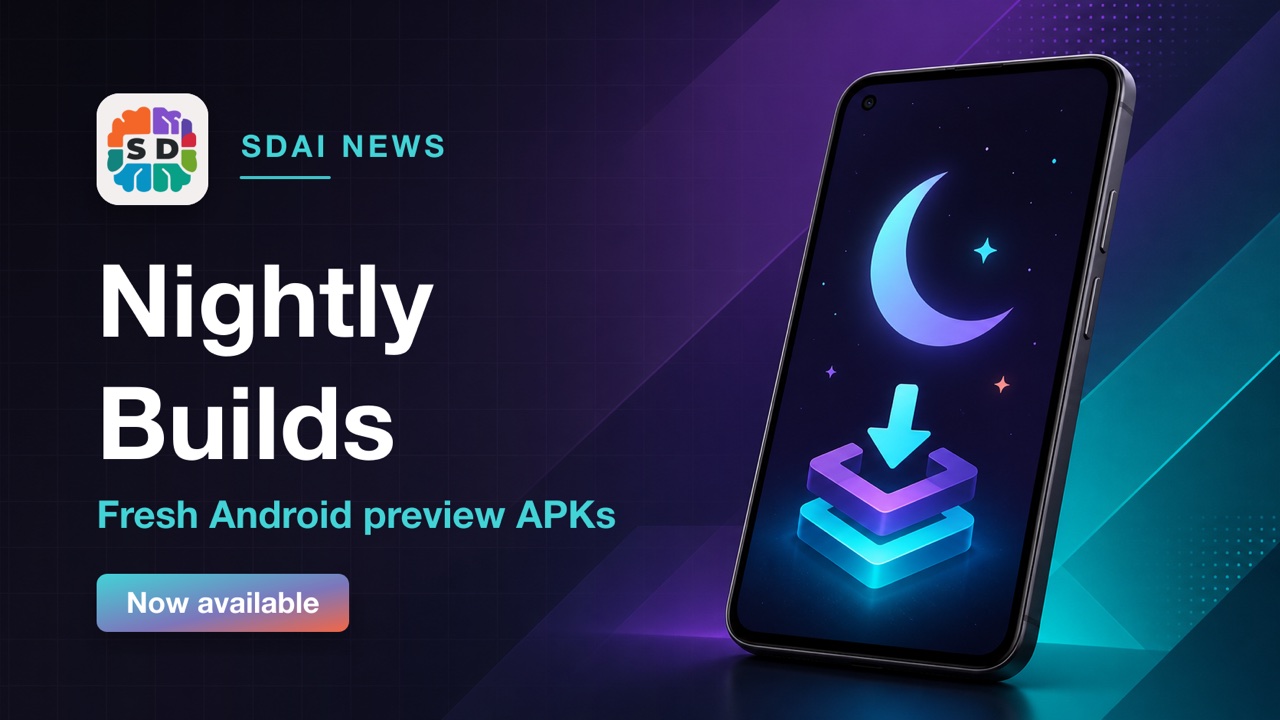 SD
SDAI NEWS
Nightly
Builds
Fresh Android preview APKs
Now available